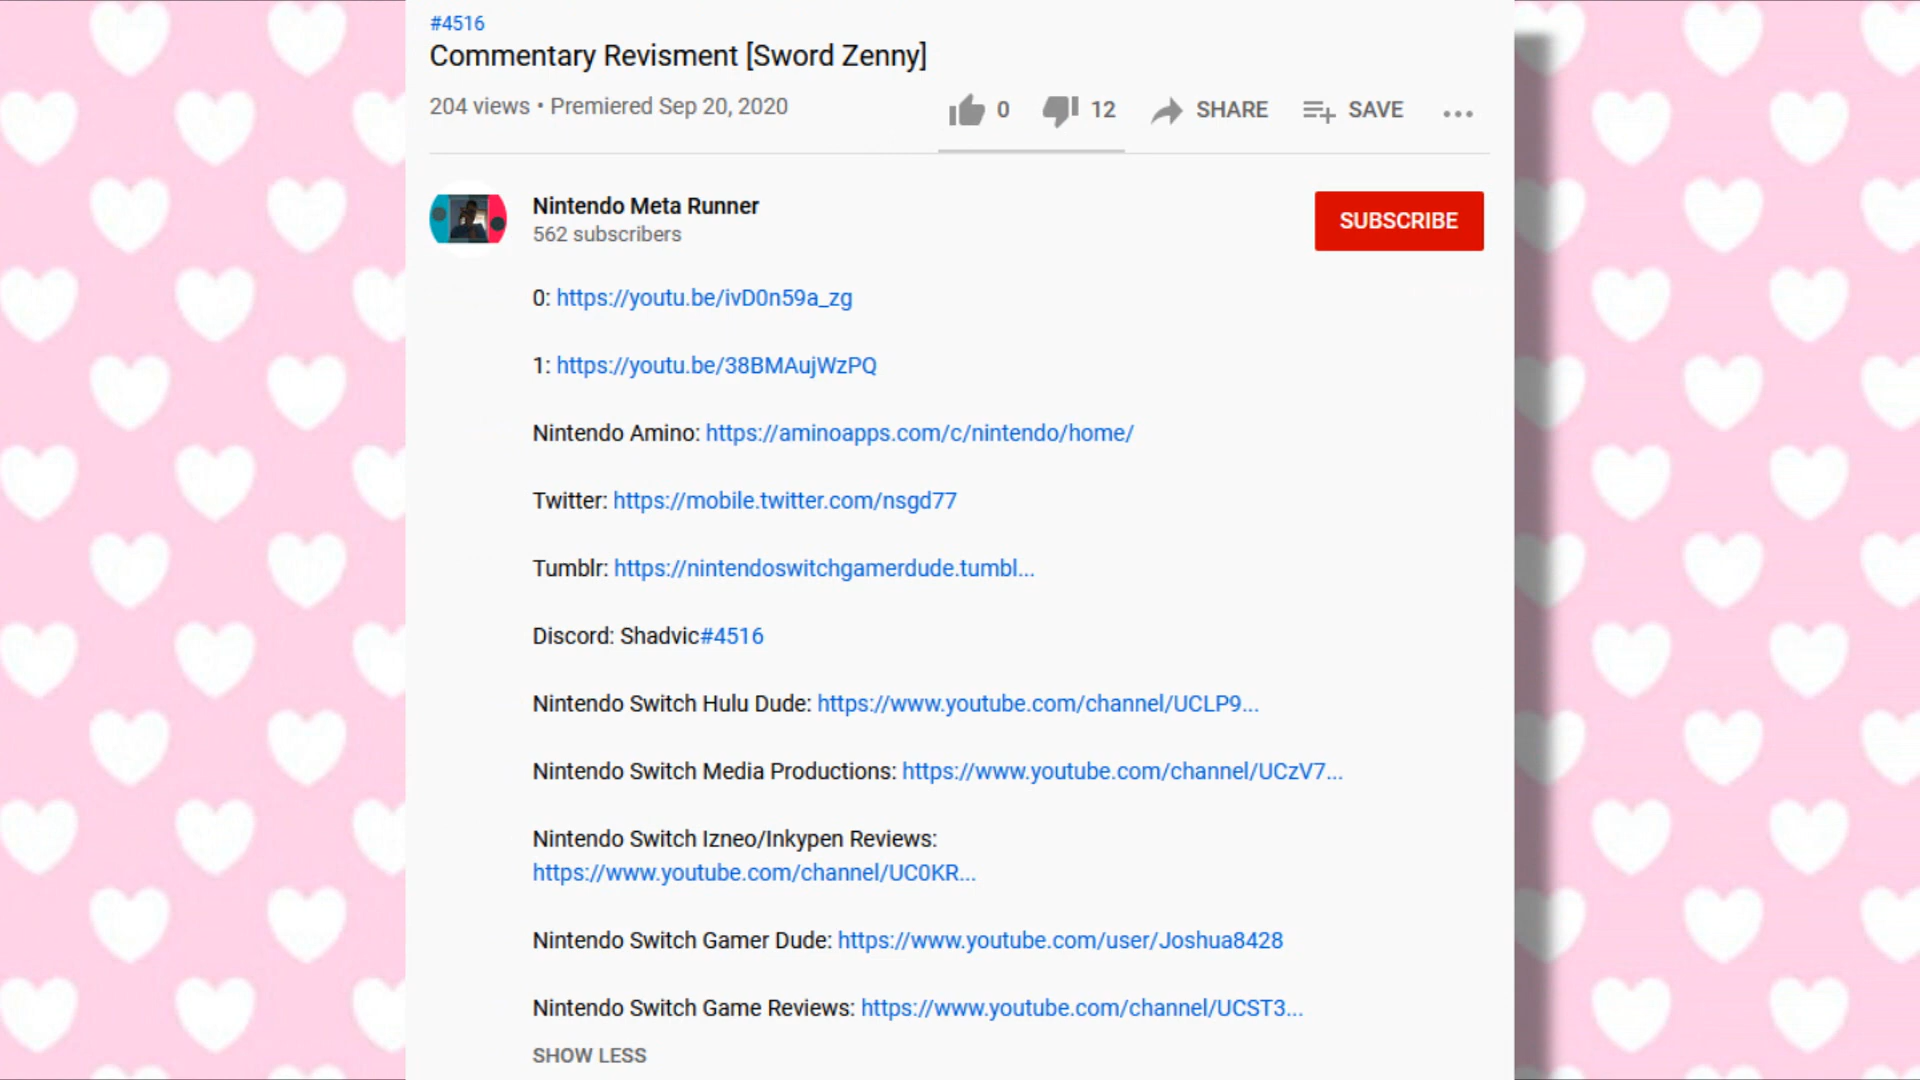 #4516
Commentary Revisment [Sword Zenny]
204 views • Premiered Sep 20, 2020
0 12 SHARE SAVE
Nintendo Meta Runner
562 subscribers
SUBSCRIBE
0: https://youtu.be/ivD0n59a_zg
1: https://youtu.be/38BMAujWzPQ
Nintendo Amino: https://aminoapps.com/c/nintendo/home/
Twitter: https://mobile.twitter.com/nsgd77
Tumblr: https://nintendoswitchgamerdude.tumbl...
Discord: Shadvic#4516
Nintendo Switch Hulu Dude: https://www.youtube.com/channel/UCLP9...
Nintendo Switch Media Productions: https://www.youtube.com/channel/UCzV7...
Nintendo Switch Izneo/Inkypen Reviews:
https://www.youtube.com/channel/UC0KR...
Nintendo Switch Gamer Dude: https://www.youtube.com/user/Joshua8428
Nintendo Switch Game Reviews: https://www.youtube.com/channel/UCST3...
SHOW LESS